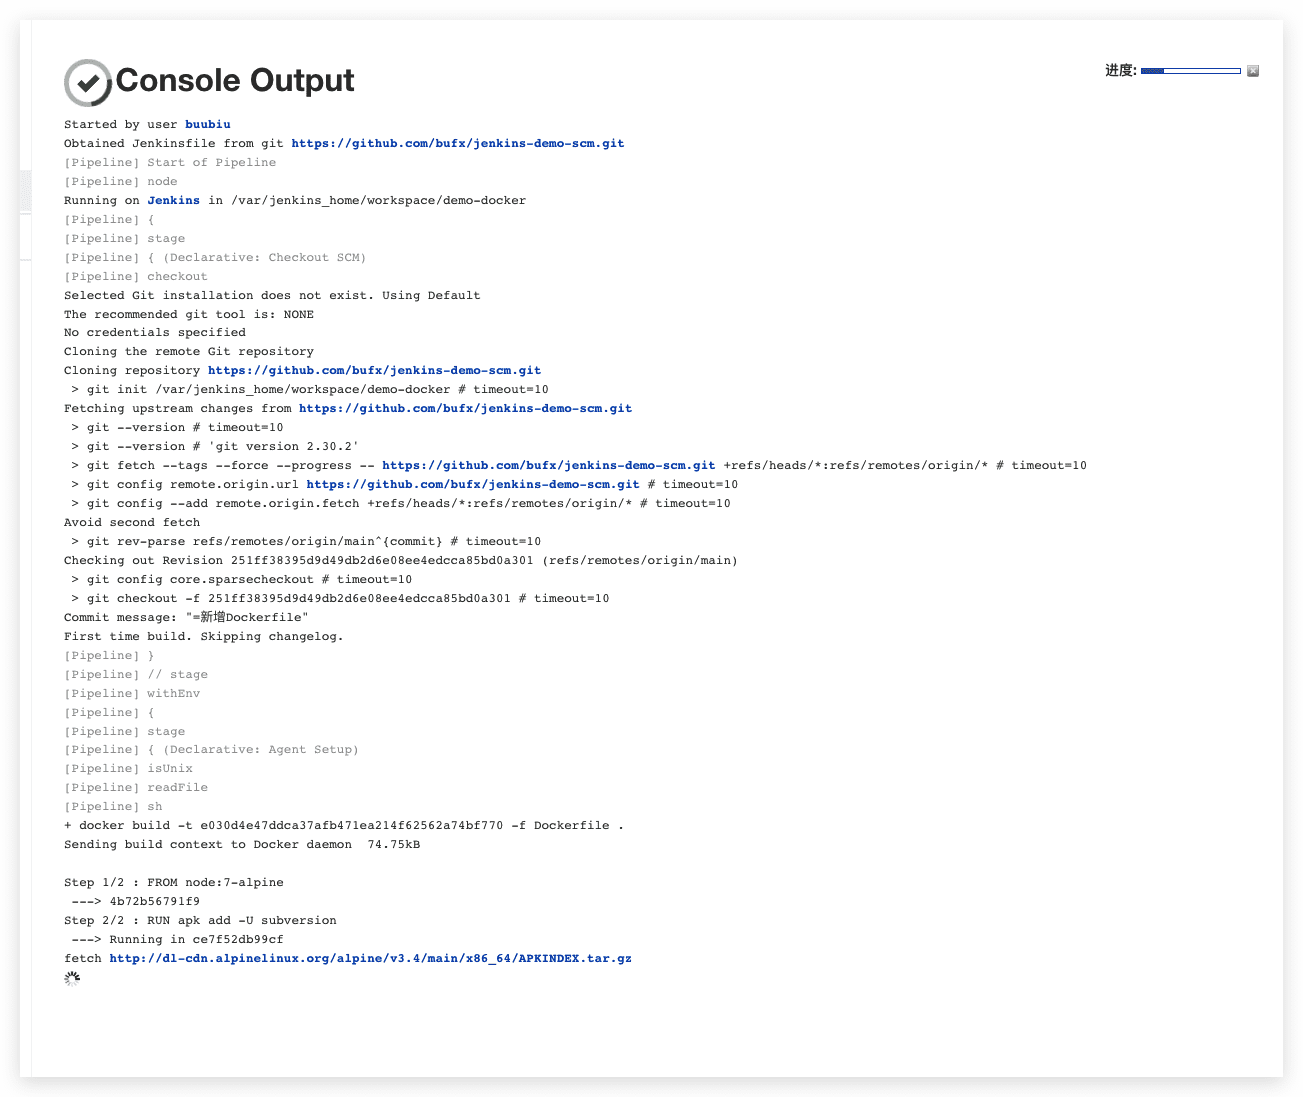 Console Output
进度:
Started by user buubiu
Obtained Jenkinsfile from git https://github.com/bufx/jenkins-demo-scm.git
[Pipeline] Start of Pipeline
[Pipeline] node
Running on Jenkins in /var/jenkins_home/workspace/demo-docker
[Pipeline] {
[Pipeline] stage
[Pipeline] { (Declarative: Checkout SCM)
[Pipeline] checkout
Selected Git installation does not exist. Using Default
The recommended git tool is: NONE
No credentials specified
Cloning the remote Git repository
Cloning repository https://github.com/bufx/jenkins-demo-scm.git
 > git init /var/jenkins_home/workspace/demo-docker # timeout=10
Fetching upstream changes from https://github.com/bufx/jenkins-demo-scm.git
 > git --version # timeout=10
 > git --version # 'git version 2.30.2'
 > git fetch --tags --force --progress -- https://github.com/bufx/jenkins-demo-scm.git +refs/heads/*:refs/remotes/origin/* # timeout=10
 > git config remote.origin.url https://github.com/bufx/jenkins-demo-scm.git # timeout=10
 > git config --add remote.origin.fetch +refs/heads/*:refs/remotes/origin/* # timeout=10
Avoid second fetch
 > git rev-parse refs/remotes/origin/main^{commit} # timeout=10
Checking out Revision 251ff38395d9d49db2d6e08ee4edcca85bd0a301 (refs/remotes/origin/main)
 > git config core.sparsecheckout # timeout=10
 > git checkout -f 251ff38395d9d49db2d6e08ee4edcca85bd0a301 # timeout=10
Commit message: "=新增Dockerfile"
First time build. Skipping changelog.
[Pipeline] }
[Pipeline] // stage
[Pipeline] withEnv
[Pipeline] {
[Pipeline] stage
[Pipeline] { (Declarative: Agent Setup)
[Pipeline] isUnix
[Pipeline] readFile
[Pipeline] sh
+ docker build -t e030d4e47ddca37afb471ea214f62562a74bf770 -f Dockerfile .
Sending build context to Docker daemon  74.75kB
Step 1/2 : FROM node:7-alpine
 ---> 4b72b56791f9
Step 2/2 : RUN apk add -U subversion
 ---> Running in ce7f52db99cf
fetch http://dl-cdn.alpinelinux.org/alpine/v3.4/main/x86_64/APKINDEX.tar.gz